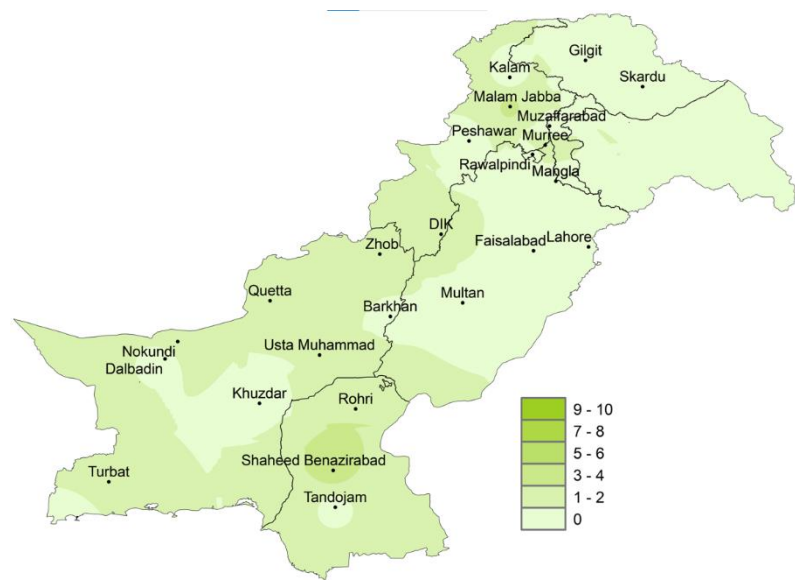 Gilgit
Kalam
Skardu
Malam Jabba
Muzaffarabad
Peshawar
Murree
Rawalpindi
Mangla
DIK
Zhob
Faisalabad
Lahore
Quetta
Multan
Barkhan
Nokundi
Usta Muhammad
Dalbadin
Khuzdar
Rohri
Shaheed Benazirabad
Turbat
Tandojam
9 - 10
7 - 8
5 - 6
3 - 4
1 - 2
0